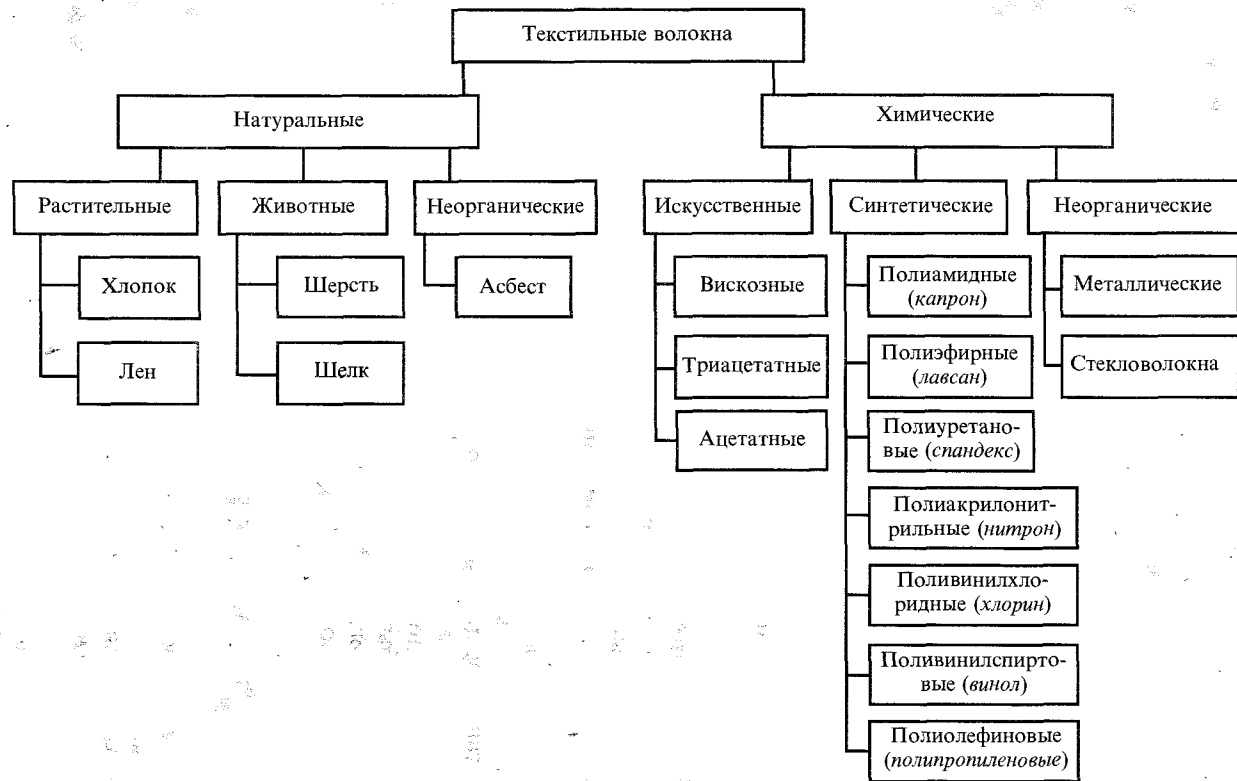 Текстильные волокна
Натуральные
Химические
Растительные
Животные
Неорганические
Искусственные
Синтетические
Неорганические
Хлопок
Лен
Шерсть
Шелк
Асбест
Вискозные
Триацетатные
Ацетатные
Полиамидные
(капрон)
Полиэфирные
(лавсан)
Полиуретано-
вые (спандекс)
Полиакрилонит-
рильные (нитрон)
Поливинилхло-
ридные (хлорин)
Поливинилспирто-
вые (винол)
Полиолефиновые
(полипропиленовые)
Металлические
Стекловолокна